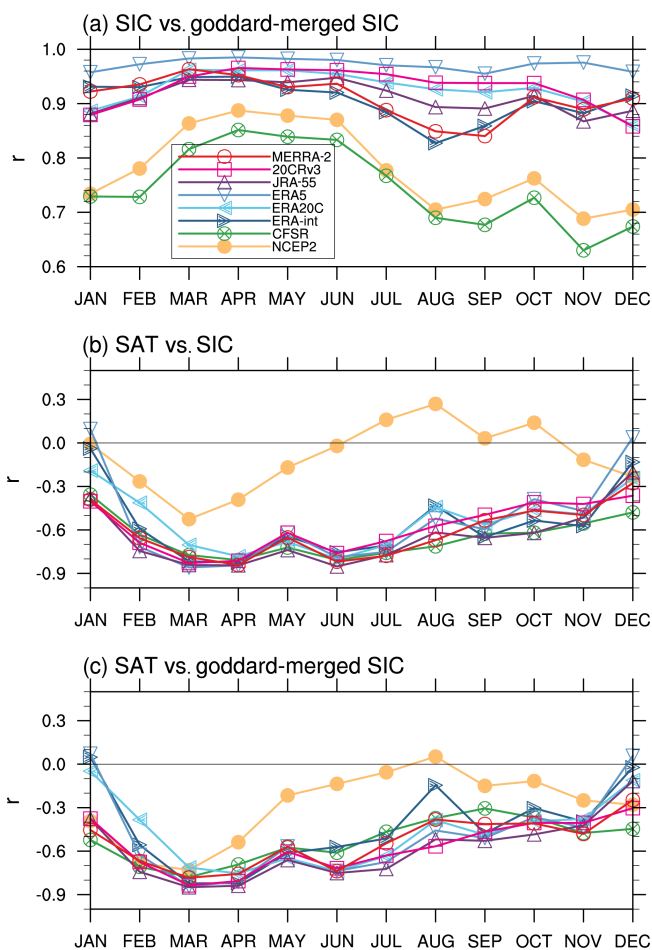 (a) SIC vs. goddard-merged SIC
1.0
0.9
0.8
0.7
0.6
r
MERRA-2
20CRv3
JRA-55
ERA5
ERA20C
ERA-int
CFSR
NCEP2
JAN FEB MAR APR MAY JUN JUL AUG SEP OCT NOV DEC
(b) SAT vs. SIC
0.3
0.0
-0.3
-0.6
-0.9
r
JAN FEB MAR APR MAY JUN JUL AUG SEP OCT NOV DEC
(c) SAT vs. goddard-merged SIC
0.3
0.0
-0.3
-0.6
-0.9
r
JAN FEB MAR APR MAY JUN JUL AUG SEP OCT NOV DEC